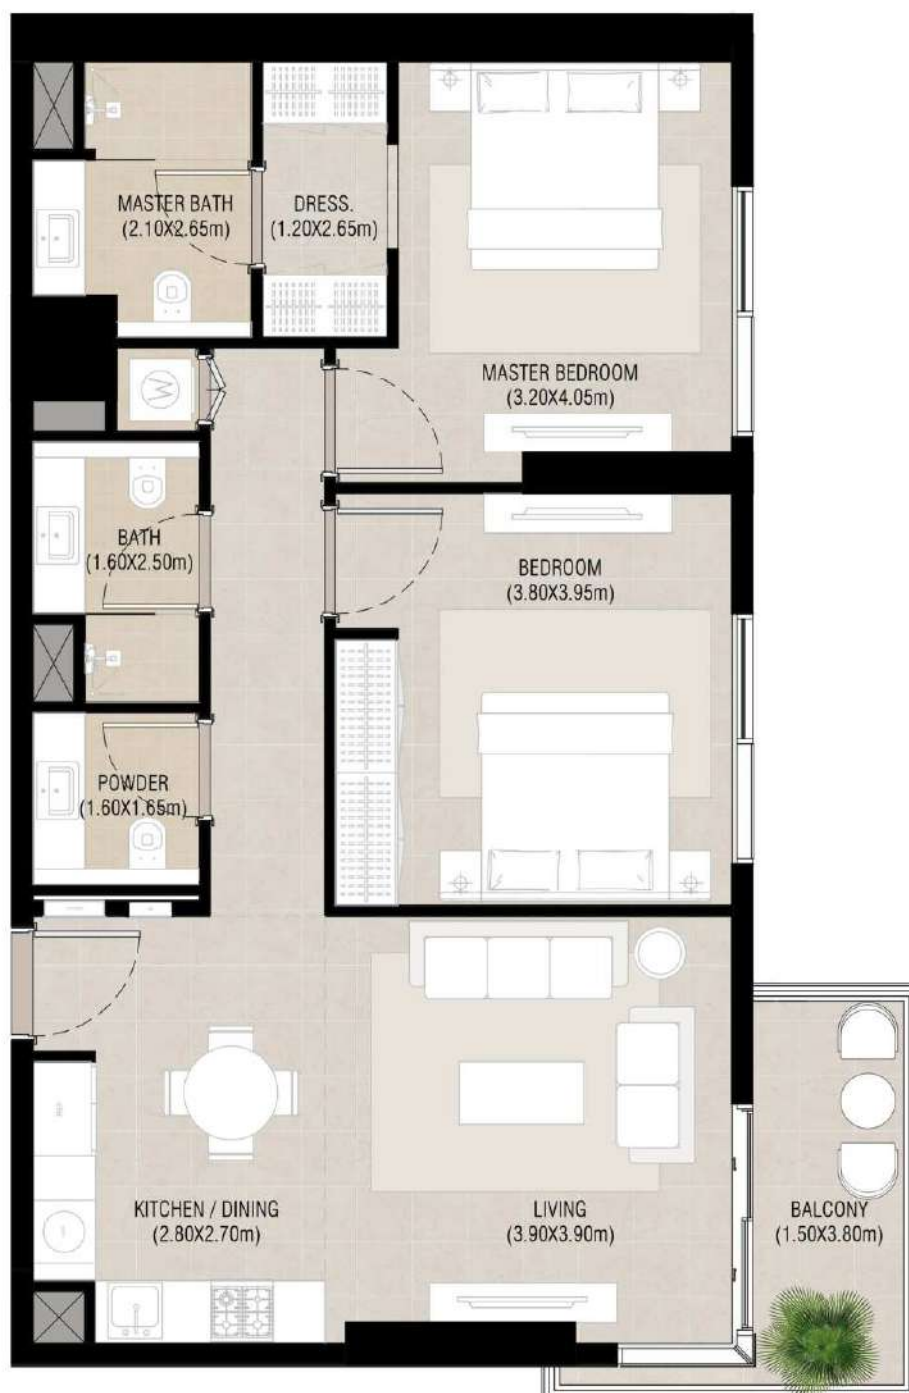 MASTER BATH
(2.10X2.65m)
DRESS.
(1.20X2.65m)
MASTER BEDROOM
(3.20X4.05m)
W
BATH
(1.60X2.50m)
BEDROOM
(3.80X3.95m)
POWDER
(1.60X1.65m)
KITCHEN / DINING
(2.80X2.70m)
LIVING
(3.90X3.90m)
BALCONY
(1.50X3.80m)